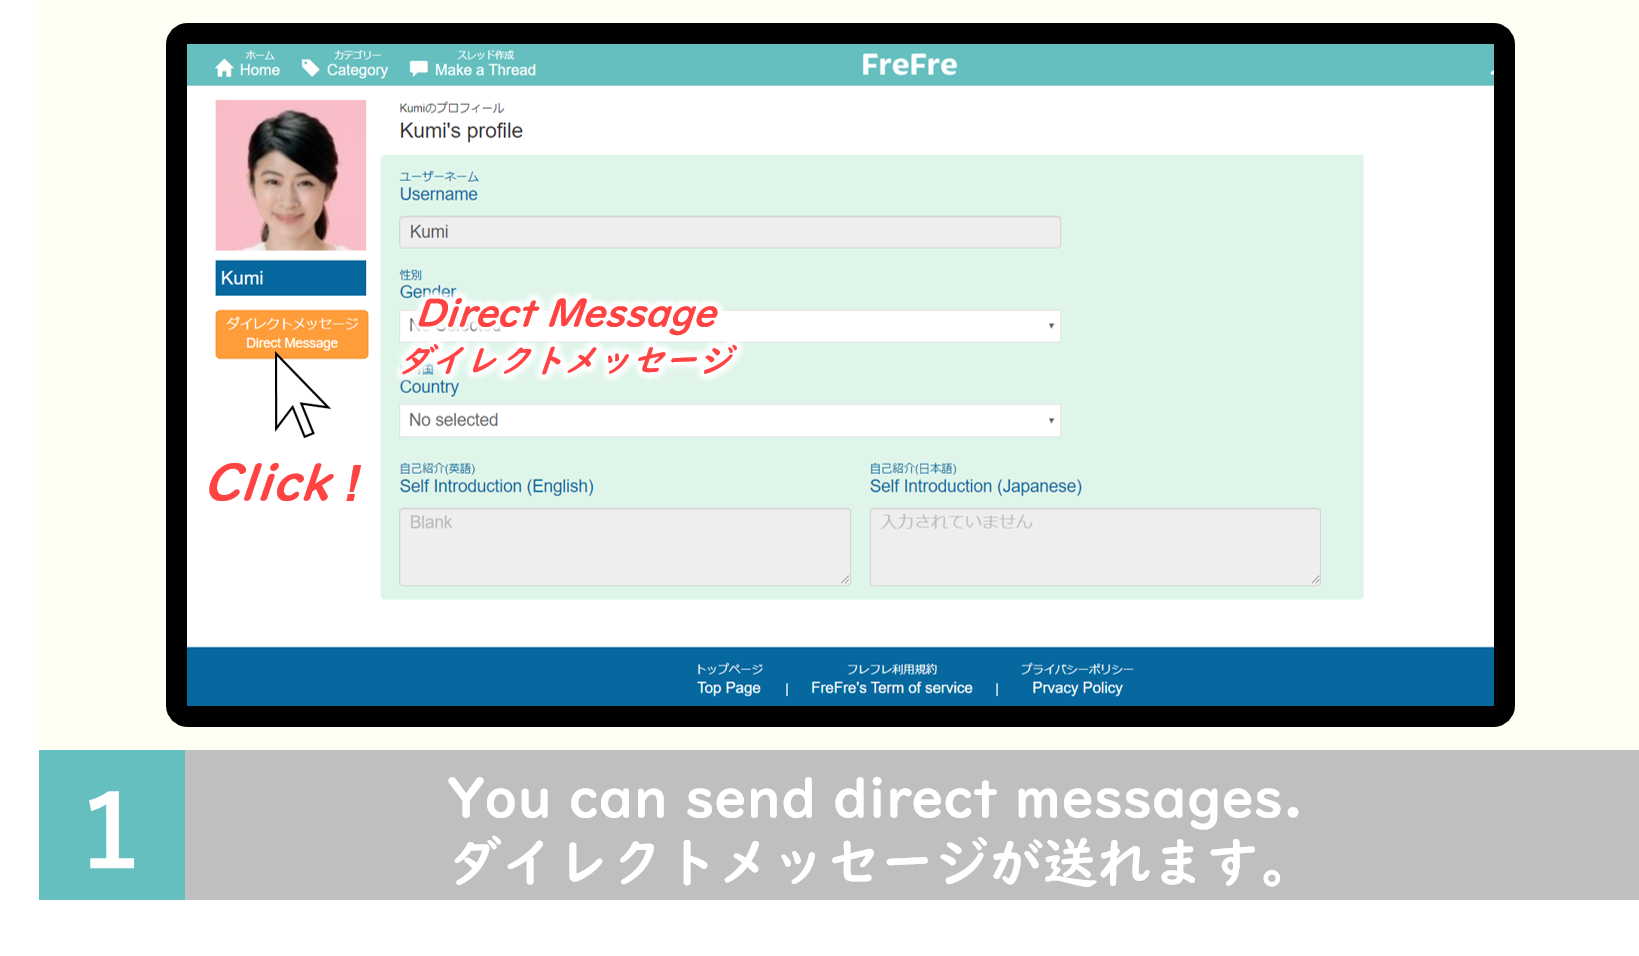 ホーム カテゴリー スレッド作成
Home Category Make a Thread FreFre
Kumiのプロフィール
Kumi's profile
ユーザーネーム
Username
Kumi
Kumi
性別
Gender
ダイレクトメッセージ
Direct Message
Direct Message
ダイレクトメッセージ
国
Country
No selected
Click !
自己紹介(英語) 自己紹介(日本語)
Self Introduction (English) Self Introduction (Japanese)
Blank 入力されていません
トップページ フレフレ利用規約 プライバシーポリシー
Top Page | FreFre's Term of service | Prvacy Policy
1
You can send direct messages.
ダイレクトメッセージが送れます。